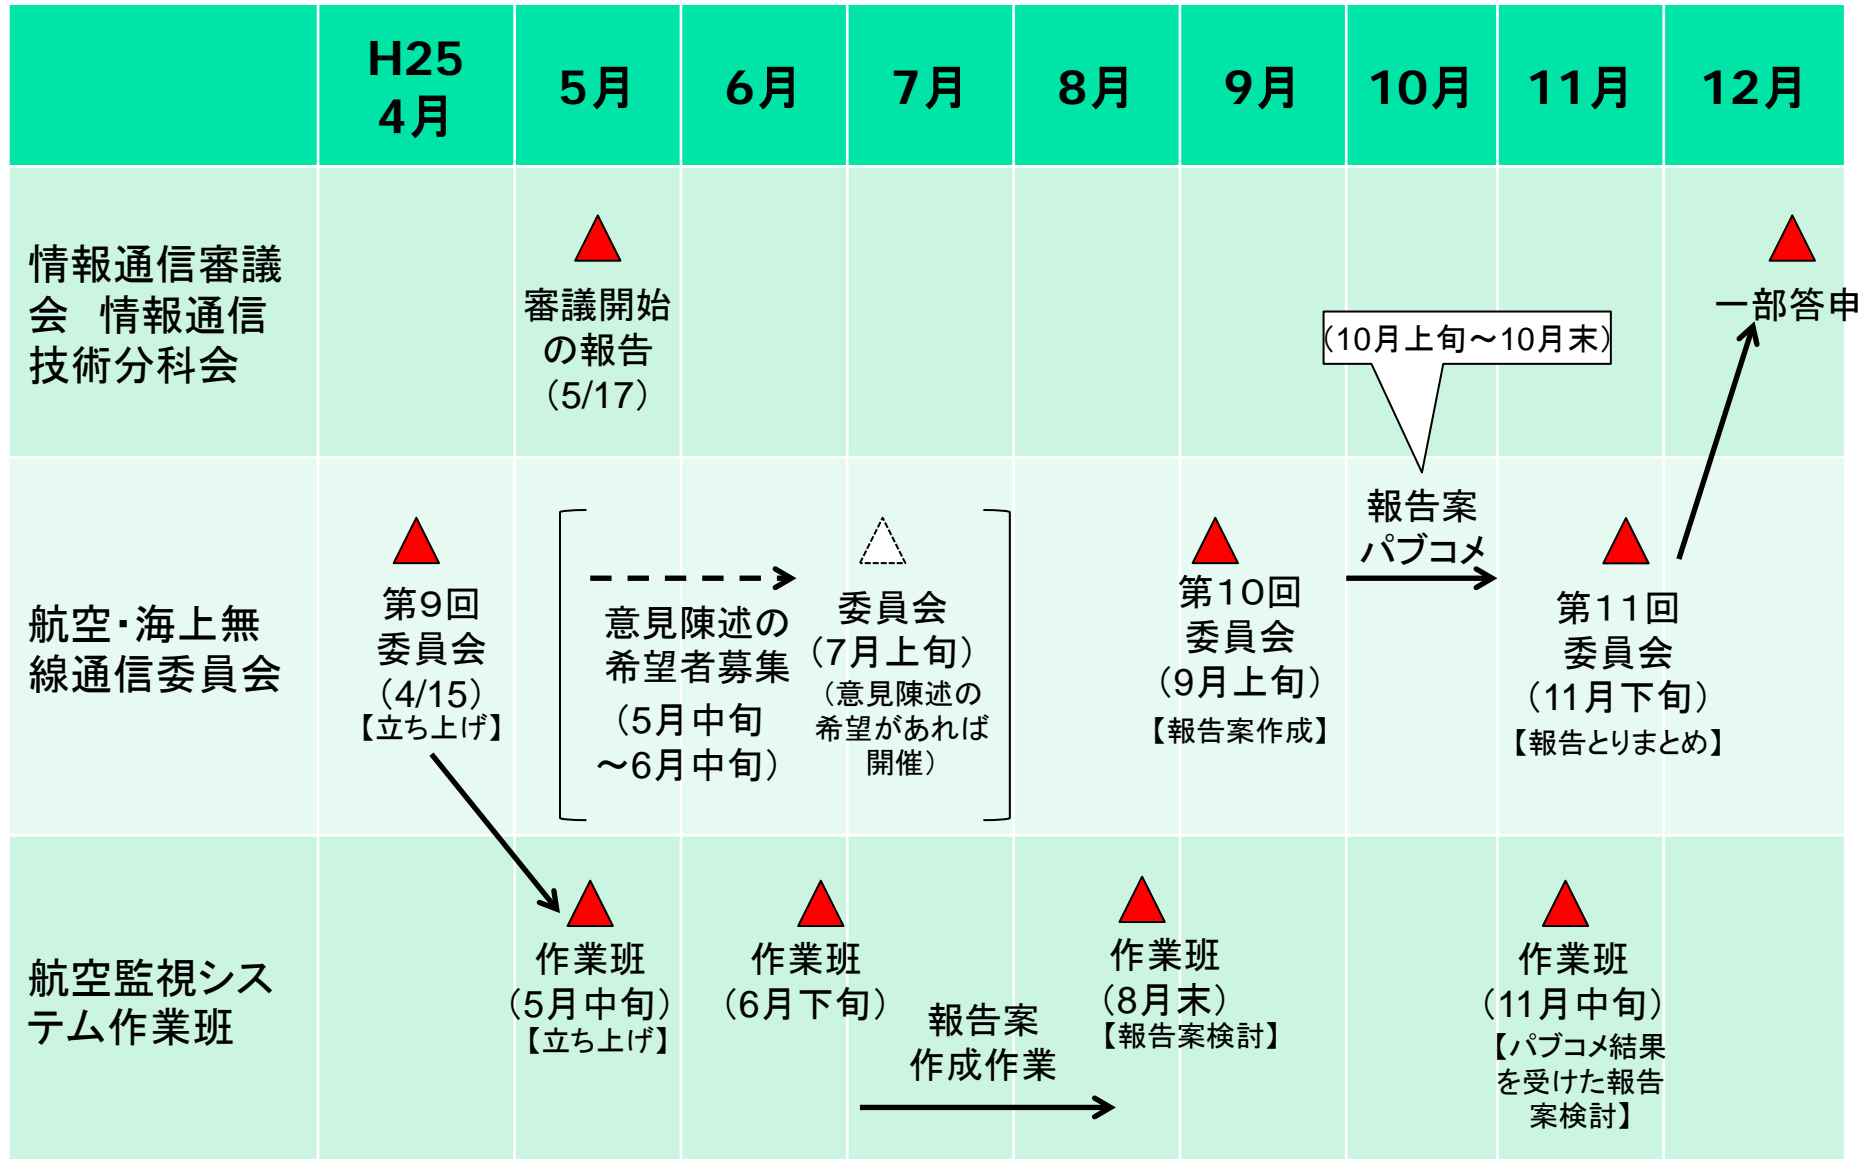 H25
4月
5月
6月
7月
8月
9月
10月
11月
12月
情報通信審議
会　情報通信
技術分科会
審議開始
の報告
（5/17）
（10月上旬～10月末）
一部答申
航空・海上無
線通信委員会
第９回
委員会
（4/15）
【立ち上げ】
意見陳述の
希望者募集
（5月中旬
～6月中旬）
委員会
（7月上旬）
（意見陳述の
希望があれば
開催）
第１０回
委員会
（9月上旬）
【報告案作成】
報告案
パブコメ
第１１回
委員会
（11月下旬）
【報告とりまとめ】
航空監視シス
テム作業班
作業班
（5月中旬）
【立ち上げ】
作業班
（6月下旬）
報告案
作成作業
作業班
（8月末）
【報告案検討】
作業班
（11月中旬）
【パブコメ結果
を受けた報告
案検討】